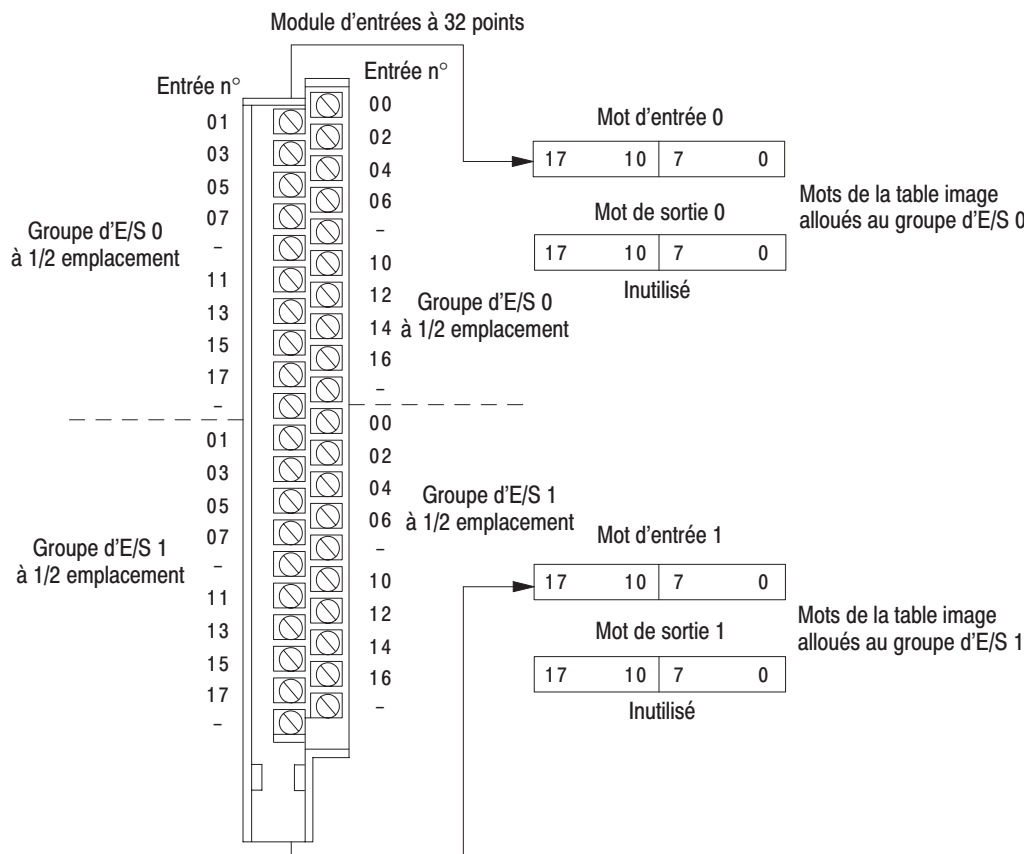 Module d'entrées à 32 points
Entrée n°
01
03
05
07
–
11
13
15
17
–
01
03
05
07
–
11
13
15
17
–
Entrée n°
00
02
04
06
–
10
12
14
16
–
00
02
04
06
–
10
12
14
16
–
Groupe d'E/S 0
à 1/2 emplacement
Groupe d'E/S 0
à 1/2 emplacement
Groupe d'E/S 1
à 1/2 emplacement
Groupe d'E/S 1
à 1/2 emplacement
Mot d'entrée 0
17 10 7 0
Mot de sortie 0
17 10 7 0
Inutilisé
Mots de la table image
alloués au groupe d'E/S 0
Mot d'entrée 1
17 10 7 0
Mot de sortie 1
17 10 7 0
Inutilisé
Mots de la table image
alloués au groupe d'E/S 1